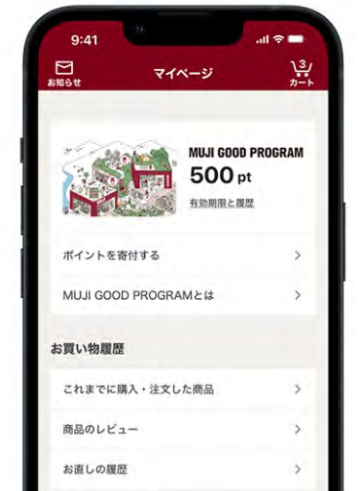 9:41
お知らせ
マイページ
3
カート
MUJI GOOD PROGRAM
500 pt
有効期限と履歴
ポイントを寄付する
MUJI GOOD PROGRAMとは
お買い物履歴
これまでに購入・注文した商品
商品のレビュー
お直しの履歴